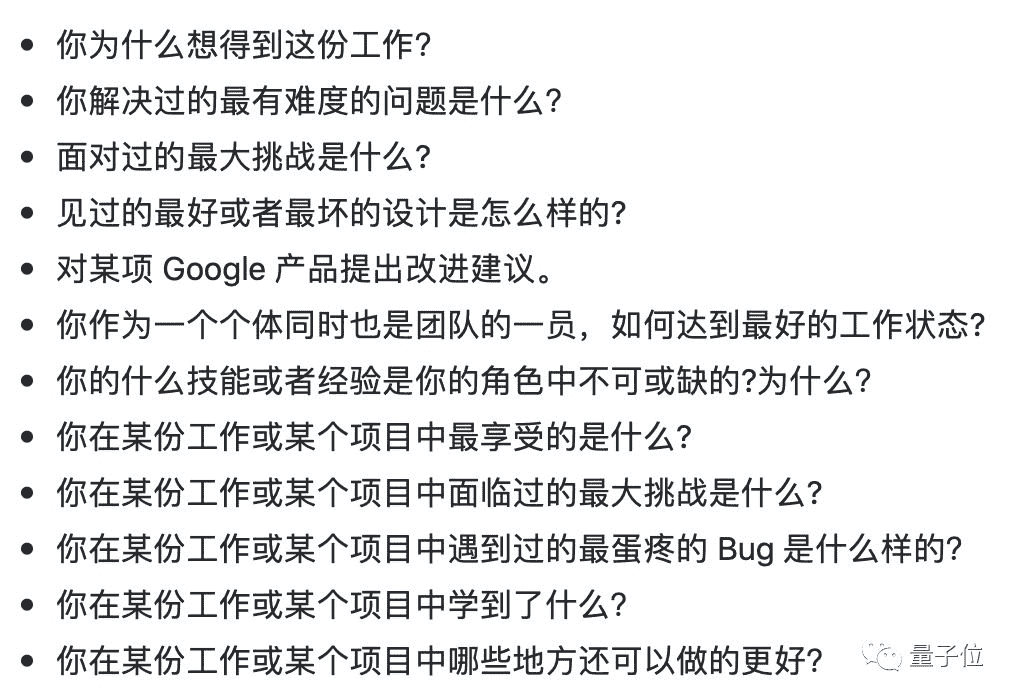 • 你为什么想得到这份工作?
• 你解决过的最有难度的问题是什么?
• 面对过的最大挑战是什么?
• 见过的最好或者最坏的设计是怎么样的?
• 对某项 Google 产品提出改进建议。
• 你作为一个个体同时也是团队的一员，如何达到最好的工作状态?
• 你的什么技能或者经验是你的角色中不可或缺的?为什么?
• 你在某份工作或某个项目中最享受的是什么?
• 你在某份工作或某个项目中面临过的最大挑战是什么?
• 你在某份工作或某个项目中遇到过的最蛋疼的 Bug 是什么样的?
• 你在某份工作或某个项目中学到了什么?
• 你在某份工作或某个项目中哪些地方还可以做的更好?
量子位